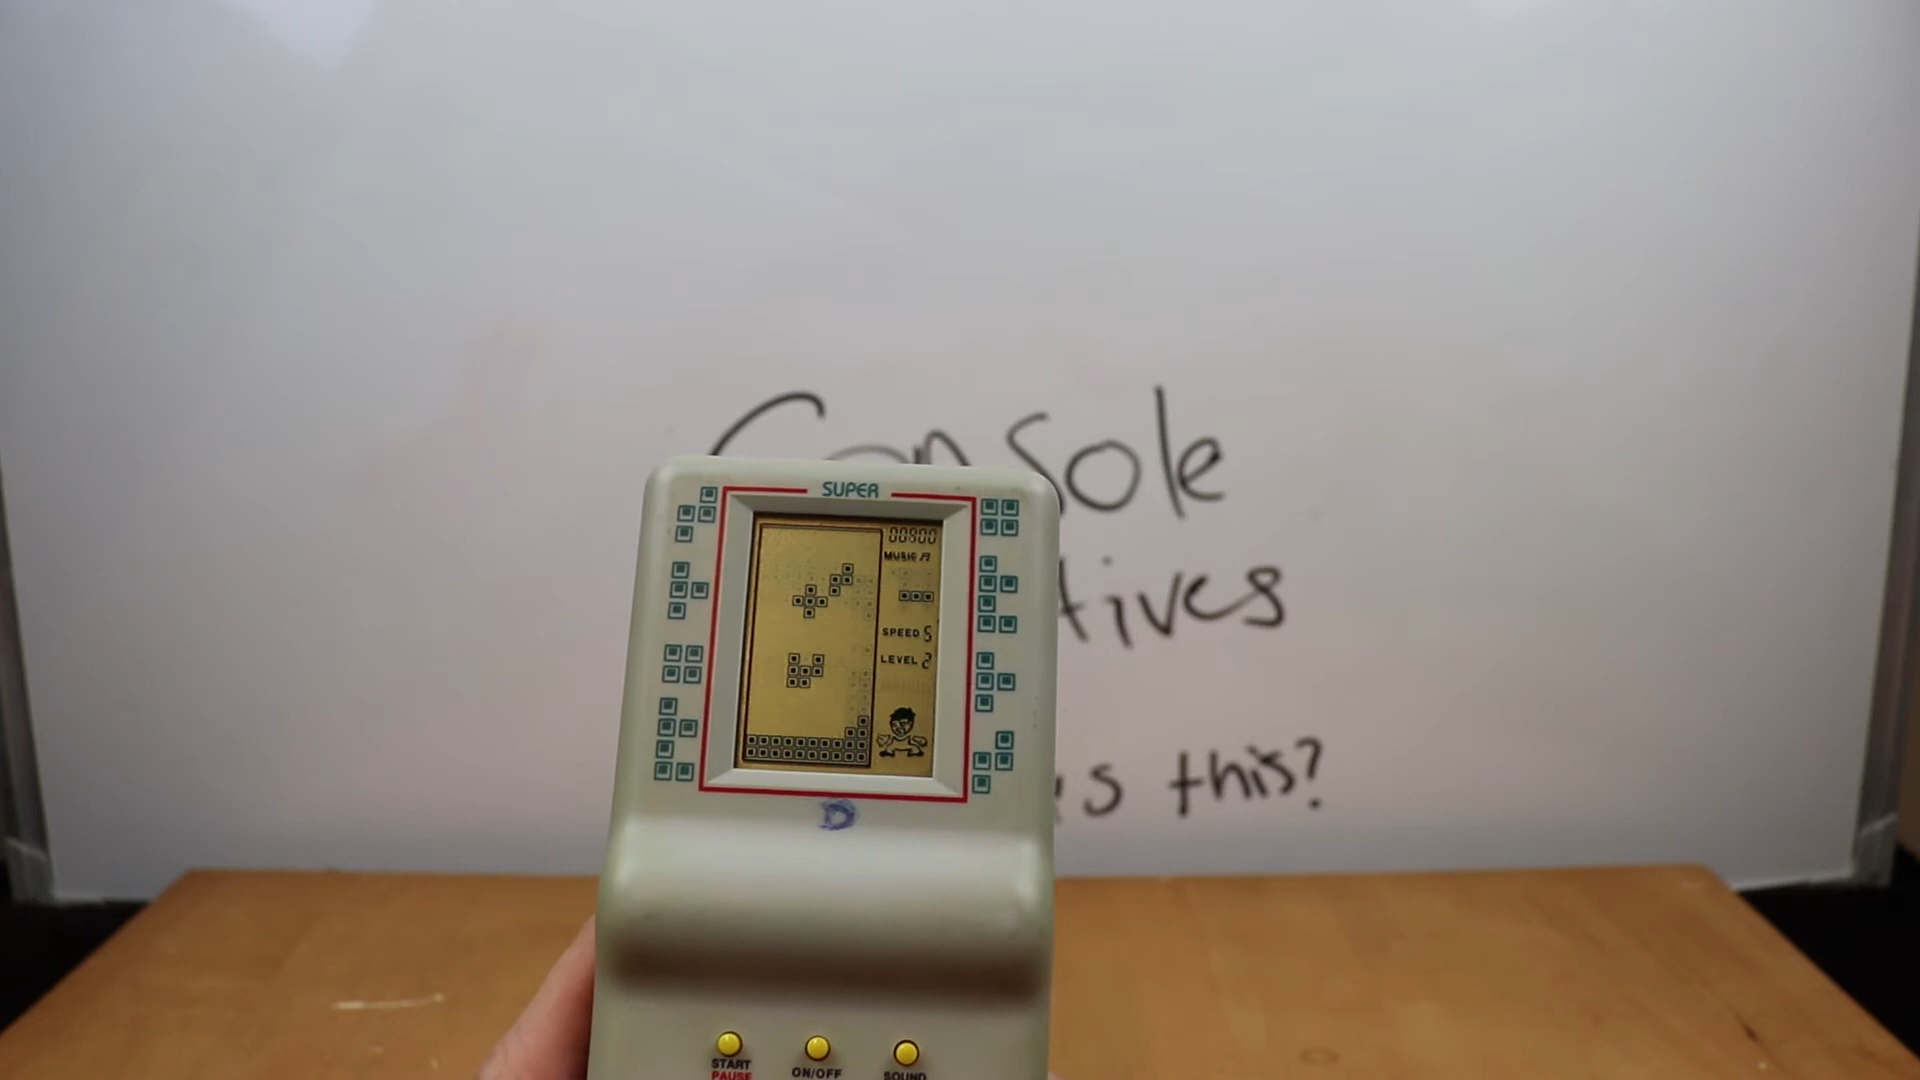 Console
tives
s this?
SUPER
00800
MUSIC
SPEED 5
LEVEL 2
D
START
PAUSE
ON/OFF
SOUND